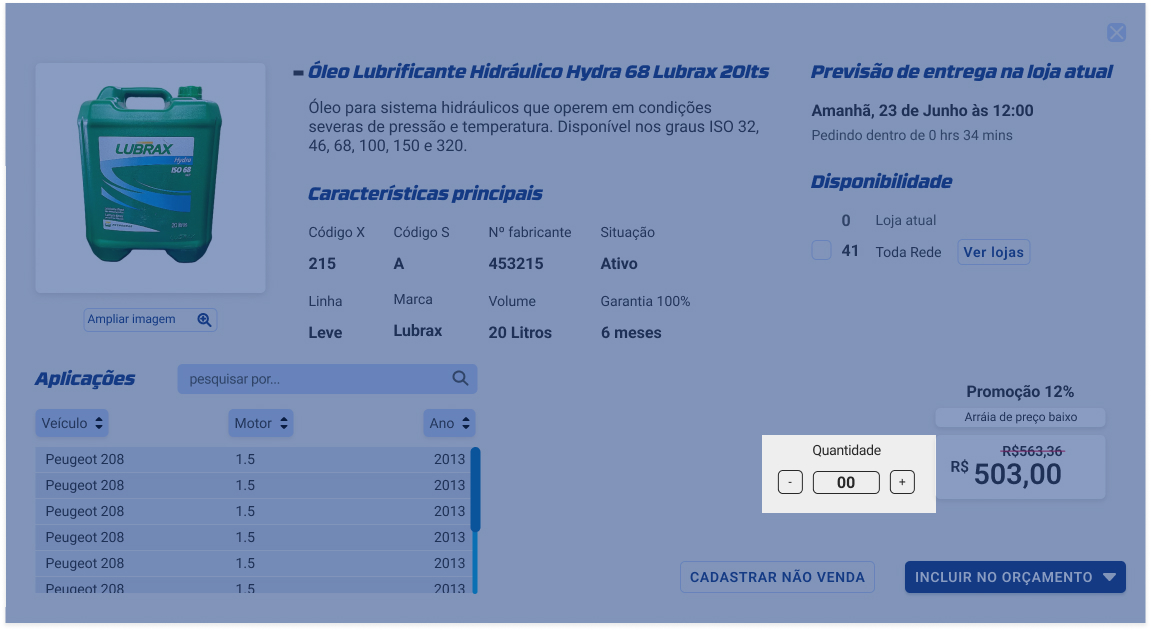 Óleo Lubrificante Hidráulico Hydra 68 Lubrax 20lts
Óleo para sistema hidráulicos que operem em condições
severas de pressão e temperatura. Disponível nos graus ISO 32,
46, 68, 100, 150 e 320.
LUBRAX
Hydra
ISO 68
Ampliar imagem
Características principais
Código X Código S Nº fabricante Situação
215 A 453215 Ativo
Linha Marca Volume Garantia 100%
Leve Lubrax 20 Litros 6 meses
Previsão de entrega na loja atual
Amanhã, 23 de Junho às 12:00
Pedindo dentro de 0 hrs 34 mins
Disponibilidade
0 Loja atual
41 Toda Rede Ver lojas
Aplicações pesquisar por...
Veículo Motor Ano
Peugeot 208 1.5 2013
Peugeot 208 1.5 2013
Peugeot 208 1.5 2013
Peugeot 208 1.5 2013
Peugeot 208 1.5 2013
Peugeot 208 1.5 2013
Quantidade
- 00 +
Promoção 12%
Arráia de preço baixo
R$563,36
R$ 503,00
CADASTRAR NÃO VENDA INCLUIR NO ORÇAMENTO